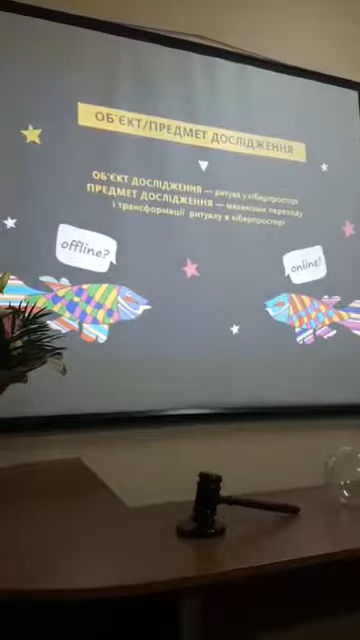 ОБ'ЄКТ/ПРЕДМЕТ ДОСЛІДЖЕННЯ
ОБ'ЄКТ ДОСЛІДЖЕННЯ — ритуал у кіберпросторі
ПРЕДМЕТ ДОСЛІДЖЕННЯ — механізми переходу
і трансформації ритуалу в кіберпростір
offline?
online!